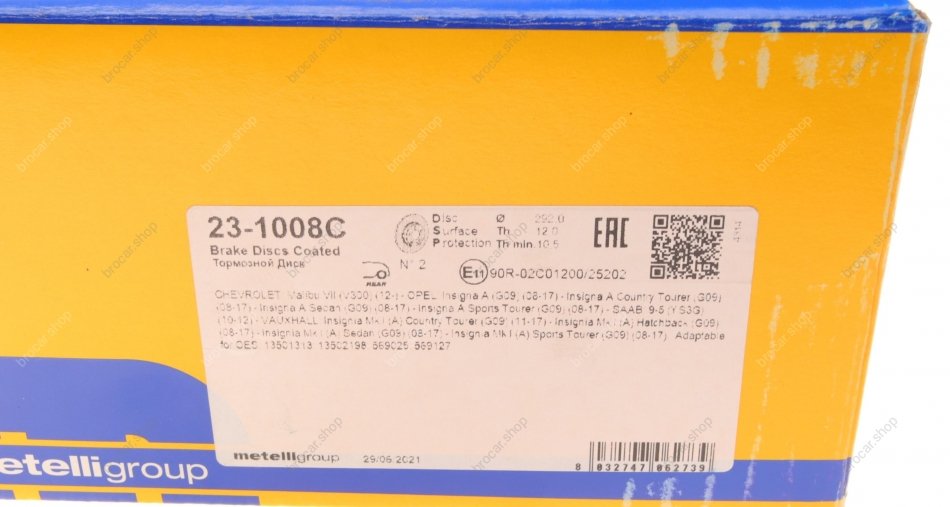 23-1008C
Brake Discs Coated
Тормозной Диск
Disc
Surface
Protection
Ø 292.0
Th. 12.0
Th min. 10.5
REAR
N° 2
EAC
4314
E11 90R-02C01200/25202
CHEVROLET: Malibu VII (V300) (12-) - OPEL: Insignia A (G09) (08-17) - Insignia A Country Tourer (G09)
(08-17) - Insignia A Sedan (G09) (08-17) - Insignia A Sports Tourer (G09) (08-17) - SAAB: 9-5 (YS3G)
(10-12) - VAUXHALL: Insignia Mk I (A) Country Tourer (G09) (11-17) - Insignia Mk I (A) Hatchback (G09)
(08-17) - Insignia Mk I (A) Sedan (G09) (08-17) - Insignia Mk I (A) Sports Tourer (G09) (08-17) Adaptable
for OES: 13501313 13502198 569025 569127
metelligroup 29/06/2021
8 032747 062739
metelligroup
brocar.shop